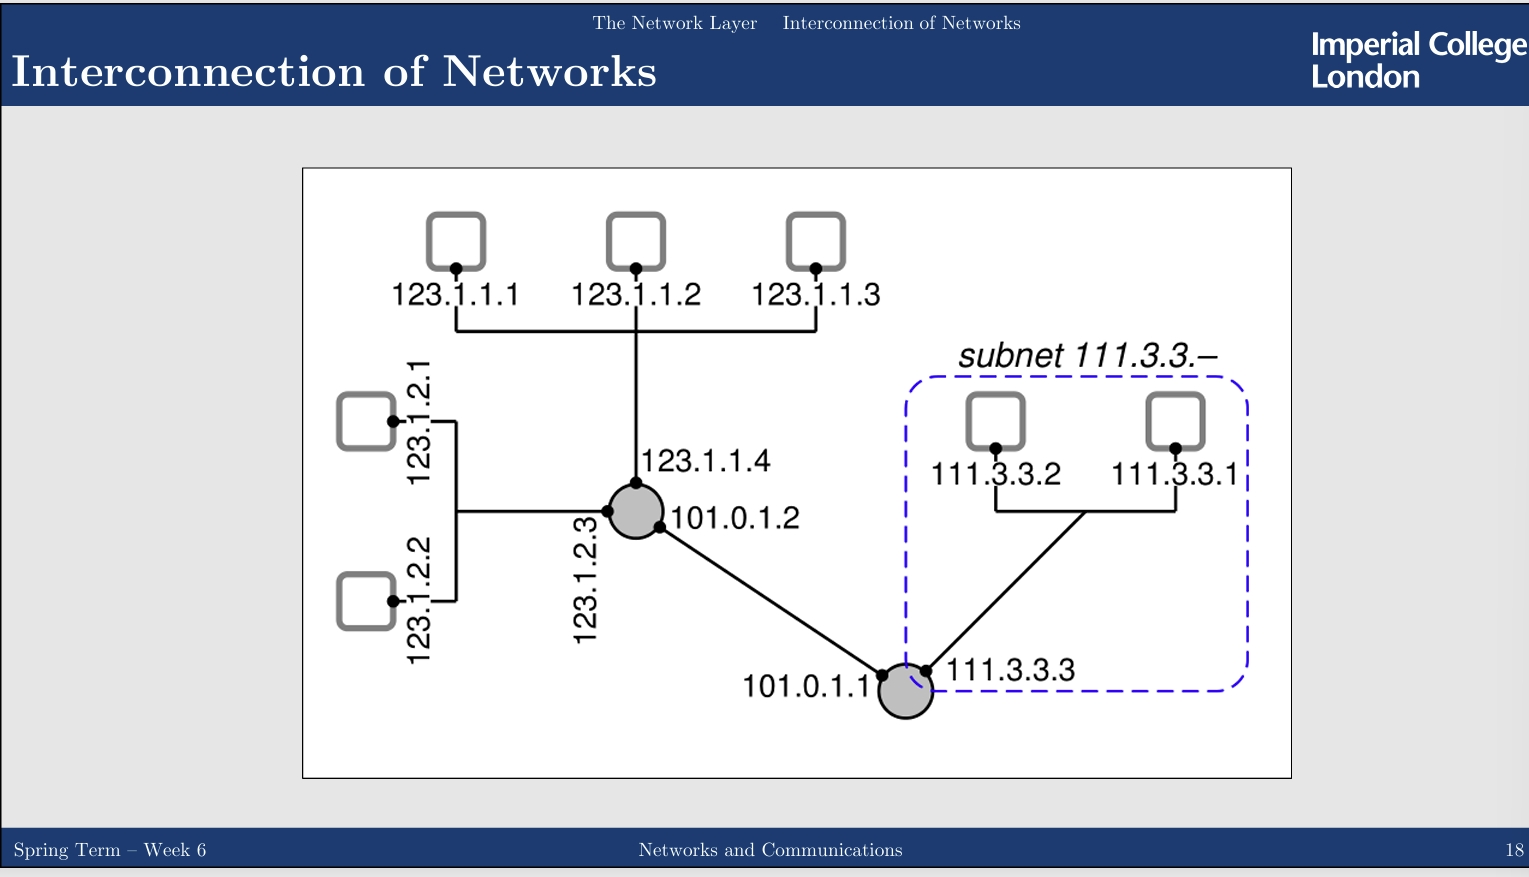 The Network Layer Interconnection of Networks
Interconnection of Networks
Imperial College
London
123.1.1.1 123.1.1.2 123.1.1.3
subnet 111.3.3.–
123.1.2.1
123.1.1.4
111.3.3.2 111.3.3.1
101.0.1.2
123.1.2.3
123.1.2.2
101.0.1.1 111.3.3.3
Spring Term – Week 6 Networks and Communications 18